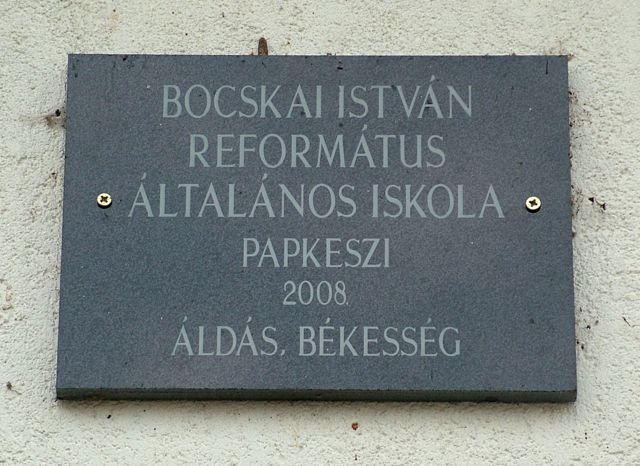 BOCSKAI ISTVÁN
REFORMÁTUS
ÁLTALÁNOS ISKOLA
PAPKESZI
2008.
ÁLDÁS, BÉKESSÉG